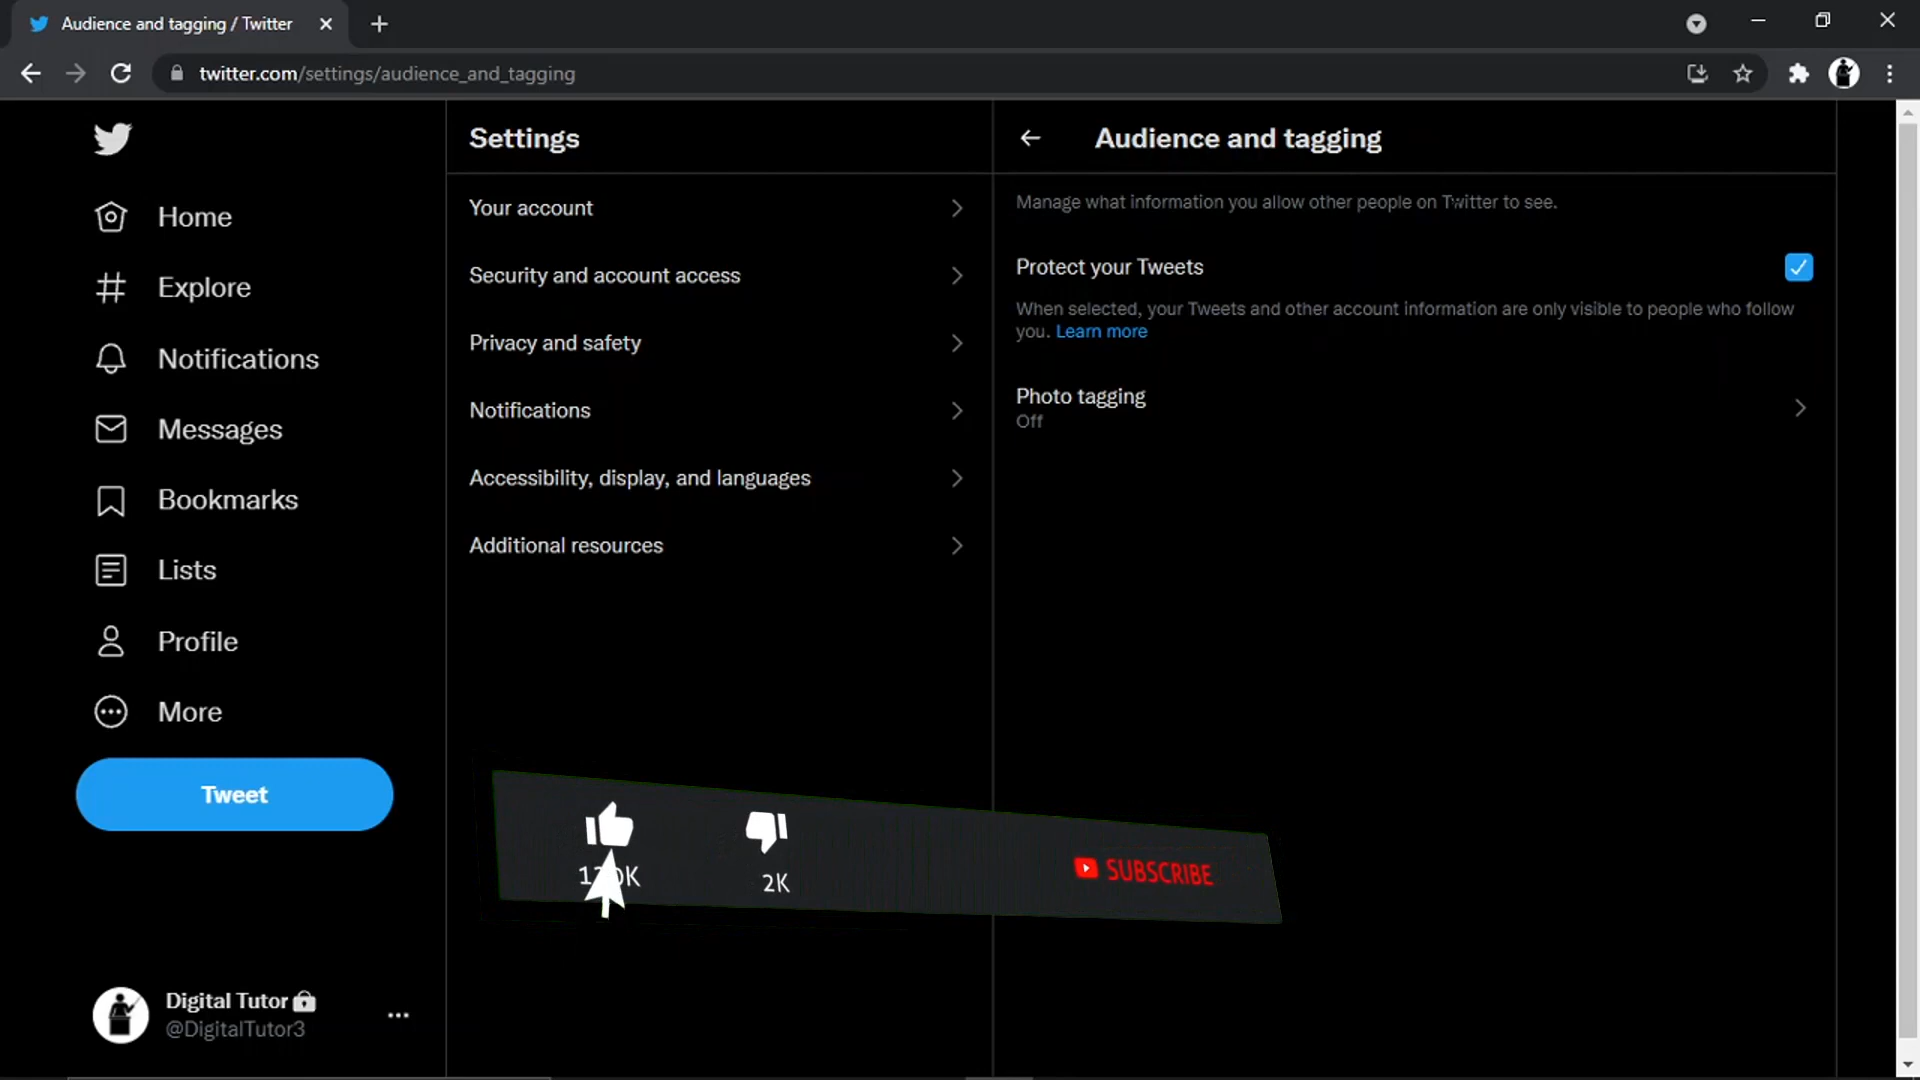 Audience and tagging / Twitter
twitter.com/settings/audience_and_tagging
Home
Explore
Notifications
Messages
Bookmarks
Lists
Profile
More
Tweet
Digital Tutor
@DigitalTutor3
Settings
Your account
Security and account access
Privacy and safety
Notifications
Accessibility, display, and languages
Additional resources
Audience and tagging
Manage what information you allow other people on Twitter to see.
Protect your Tweets
When selected, your Tweets and other account information are only visible to people who follow
you. Learn more
Photo tagging
Off
2K
SUBSCRIBE